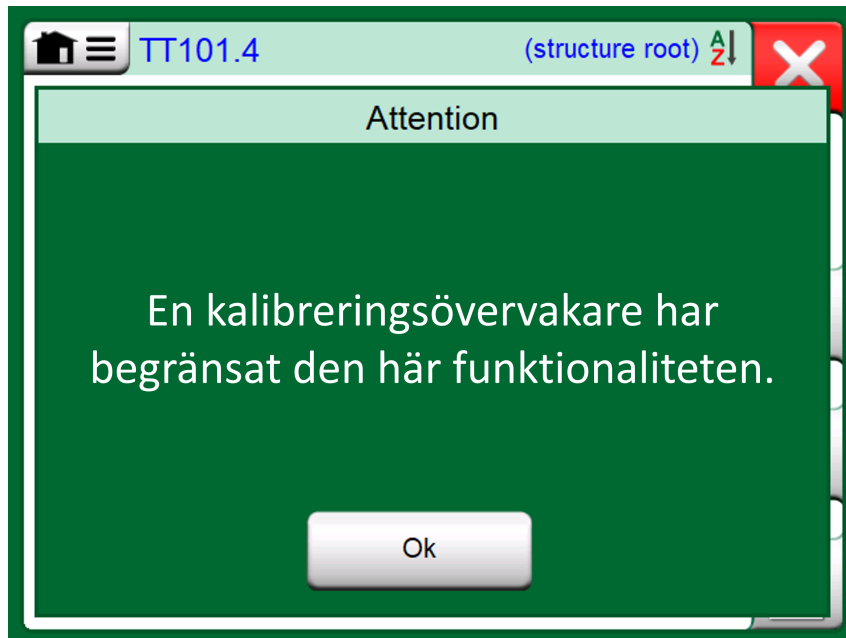 TT101.4 (structure root) A Z
Attention
En kalibreringsövervakare har
begränsat den här funktionaliteten.
Ok